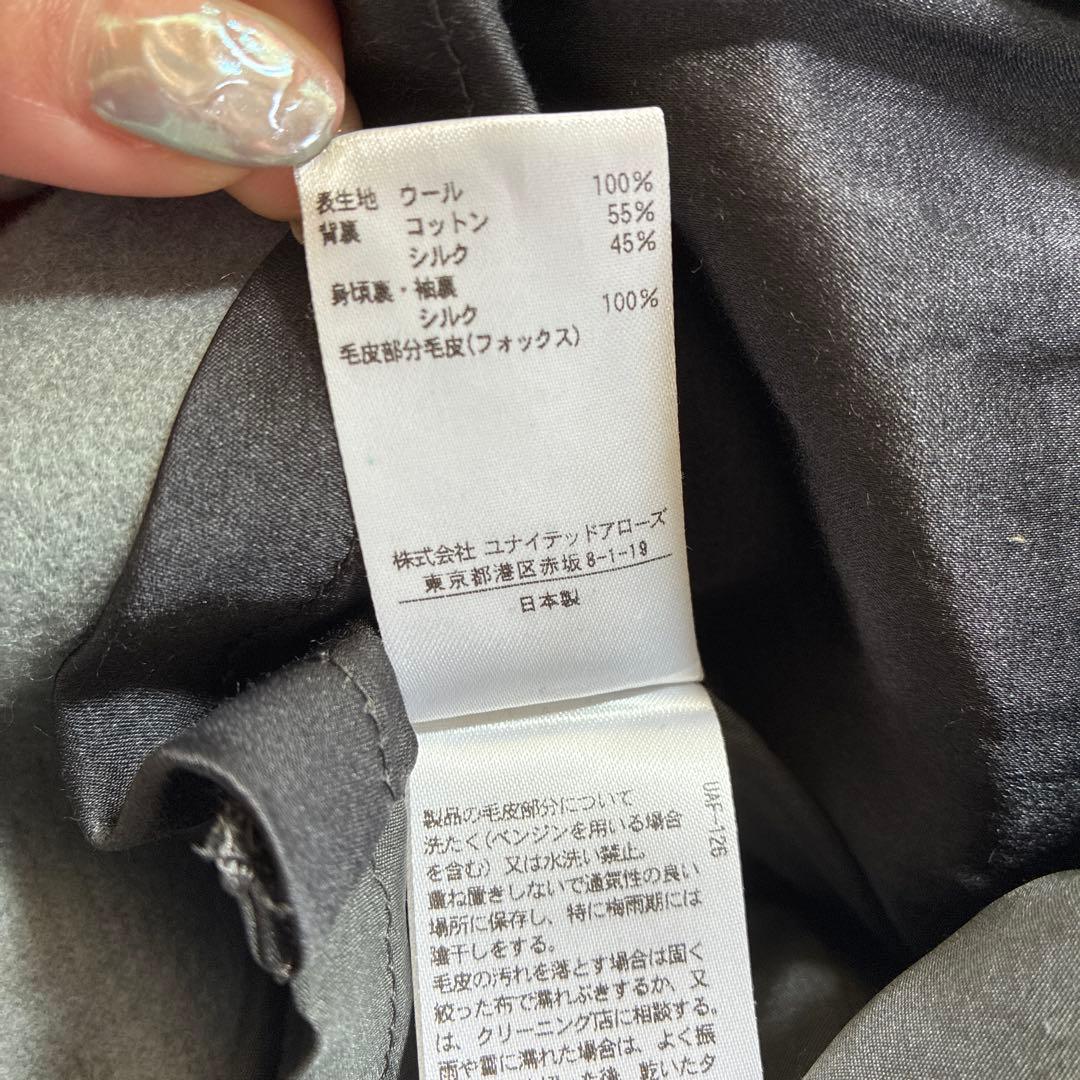 表生地 ウール 100%
背裏 コットン 55%
シルク 45%
身頃裏・袖裏
シルク 100%
毛皮部分毛皮(フォックス)
株式会社 ユナイテッドアローズ
東京都港区赤坂8-1-19
日本製
UAF-126
製品の毛皮部分について
洗たく(ベンジンを用いる場合
を含む) 又は水洗い禁止。
重ね置きしないで通気性の良い
場所に保存し、特に梅雨期には
陰干しをする。
毛皮の汚れを落とす場合は固く
絞った布で濡れぶきするか、又
は、クリーニング店に相談する。
雨や雪に濡れた場合は、よく振
た後、乾いたタ